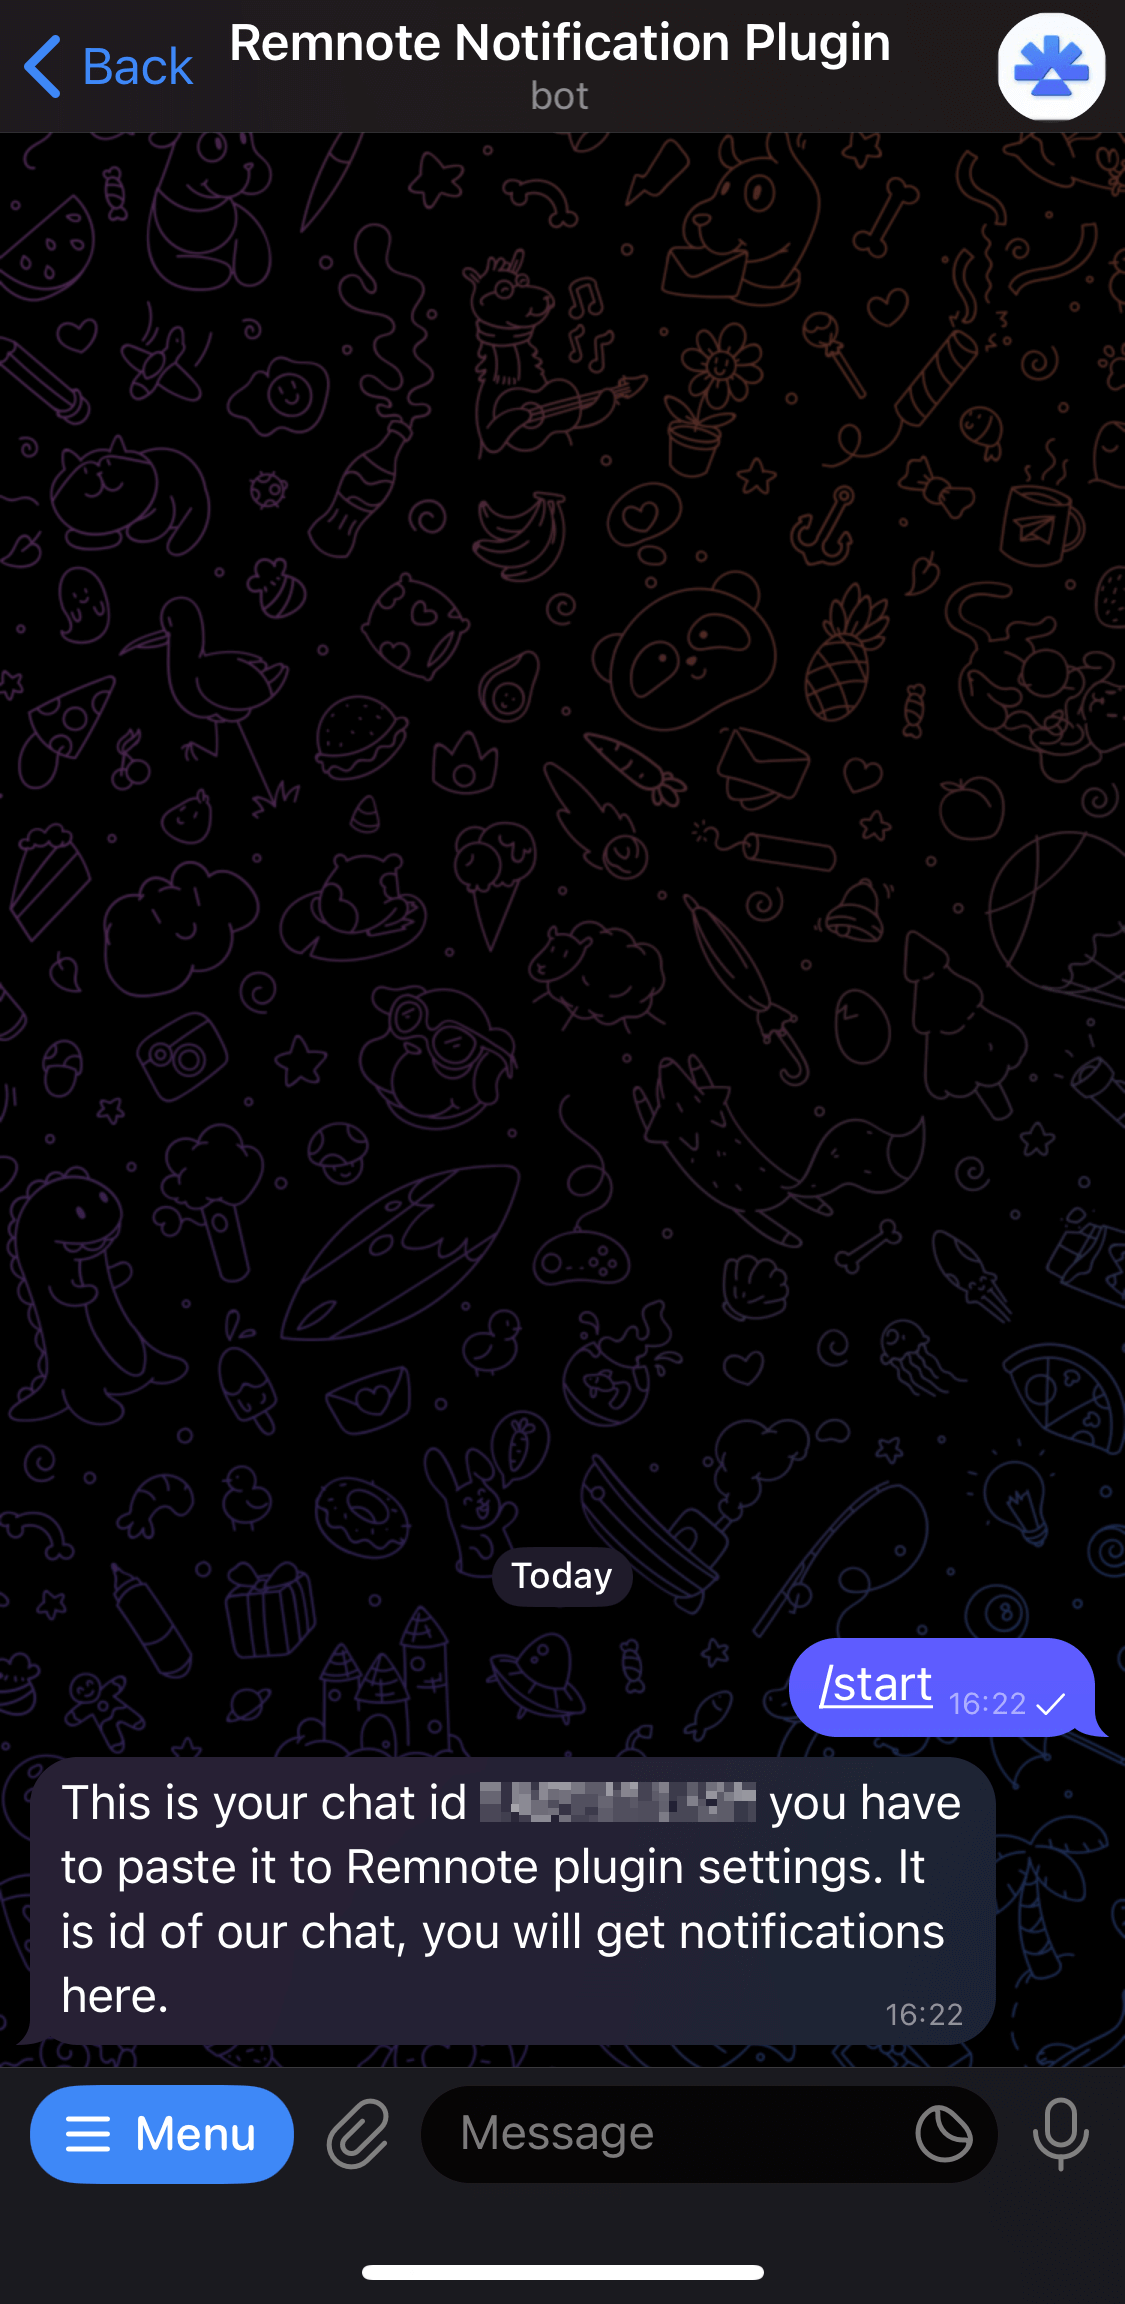 Back
Remnote Notification Plugin
bot
Today
/start 16:22
This is your chat id you have
to paste it to Remnote plugin settings. It
is id of our chat, you will get notifications
here.
16:22
Menu
Message